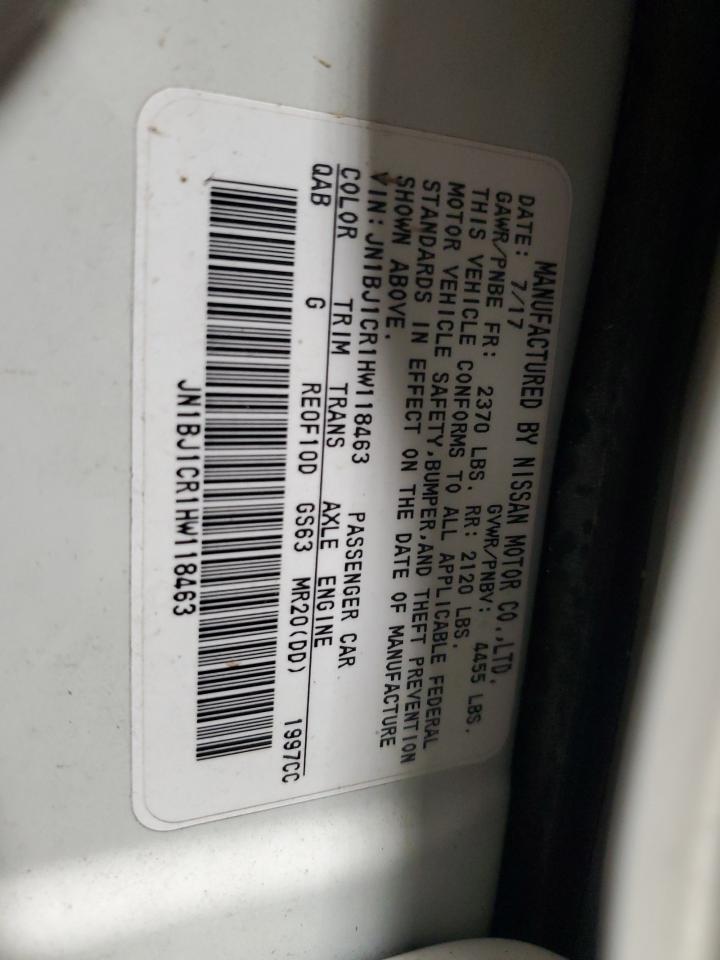 MANUFACTURED BY NISSAN MOTOR CO.,LTD.
DATE: 7/17 GVWR/PNBV: 4455 LBS.
GAWR/PNBE FR: 2370 LBS. RR: 2120 LBS.
THIS VEHICLE CONFORMS TO ALL APPLICABLE FEDERAL
MOTOR VEHICLE SAFETY,BUMPER,AND THEFT PREVENTION
STANDARDS IN EFFECT ON THE DATE OF MANUFACTURE
SHOWN ABOVE.
VIN:JN1BJ1CR1HW118463 PASSENGER CAR
COLOR TRIM TRANS AXLE ENGINE
QAB G RE0F10D GS63 MR20(DD) 1997CC
JN1BJ1CR1HW118463